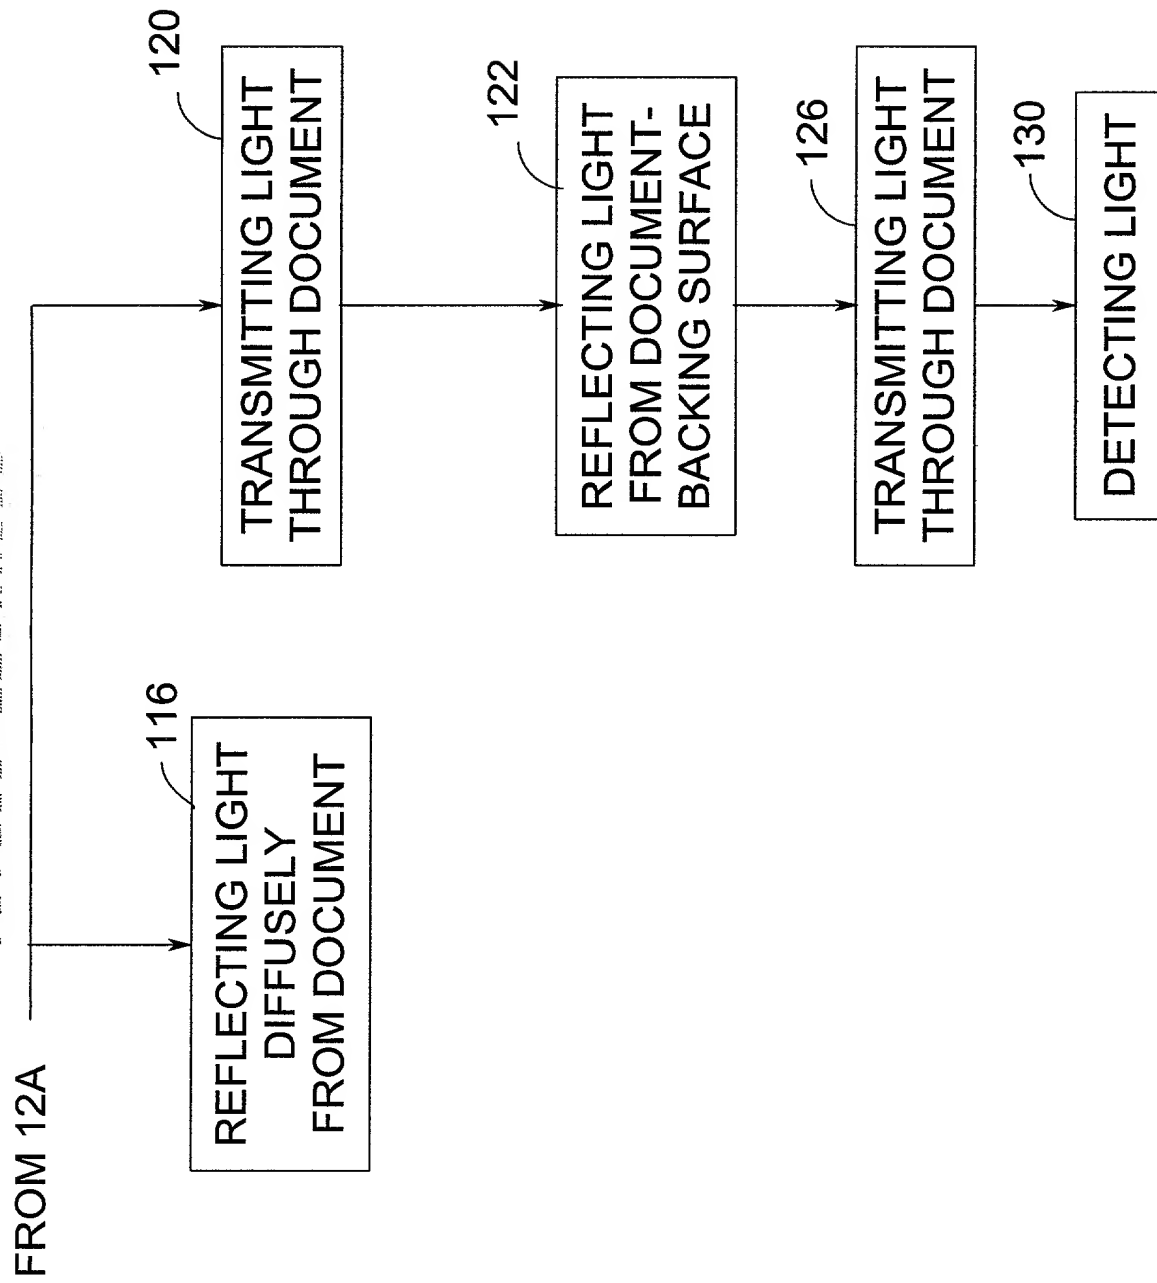 FROM 12A
116
REFLECTING LIGHT
DIFFUSELY
FROM DOCUMENT
120
TRANSMITTING LIGHT
THROUGH DOCUMENT
122
REFLECTING LIGHT
FROM DOCUMENT-
BACKING SURFACE
126
TRANSMITTING LIGHT
THROUGH DOCUMENT
130
DETECTING LIGHT